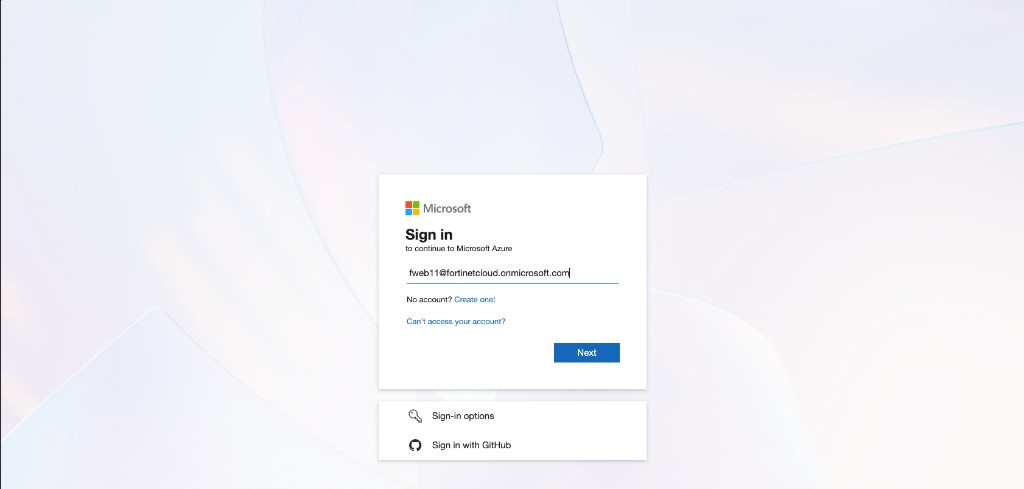 Microsoft
Sign in
to continue to Microsoft Azure
fweb11@fortinetcloud.onmicrosoft.com
No account? Create one!
Can't access your account?
Next
Sign-in options
Sign in with GitHub